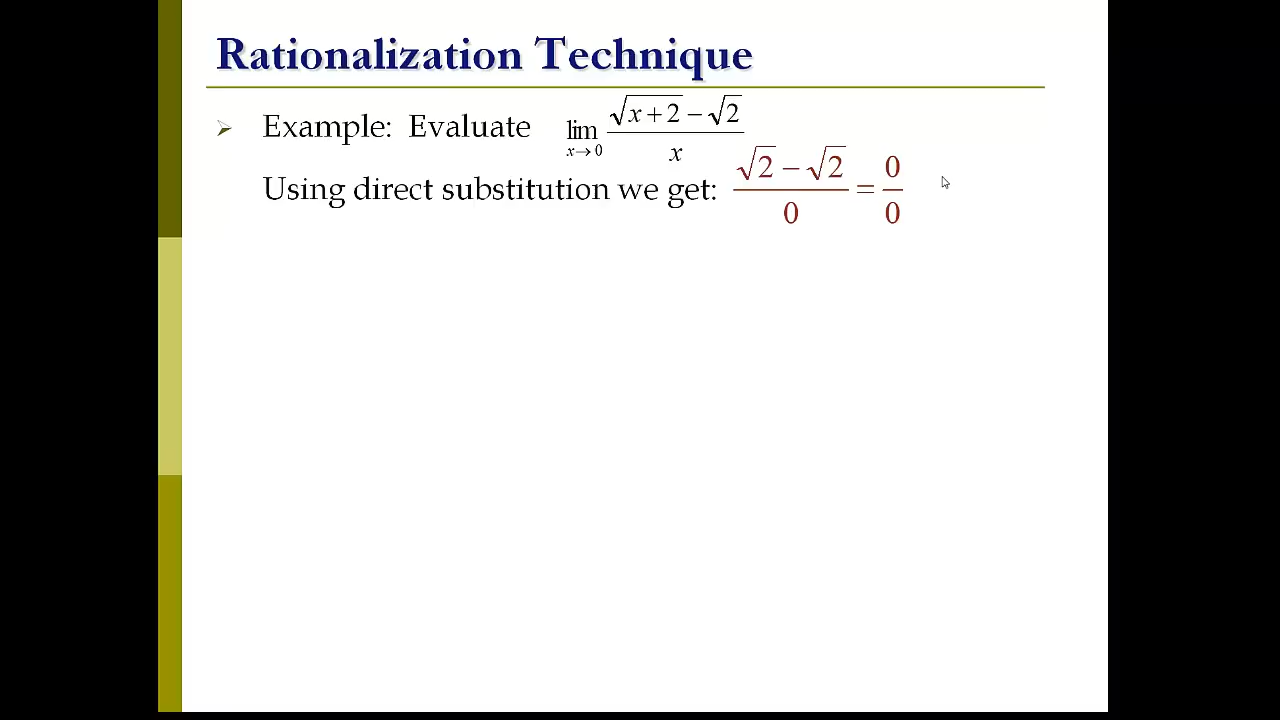 Rationalization Technique
Example: Evaluate lim x→0 (√(x+2) − √2)/x
Using direct substitution we get: (√2 − √2)/0 = 0/0